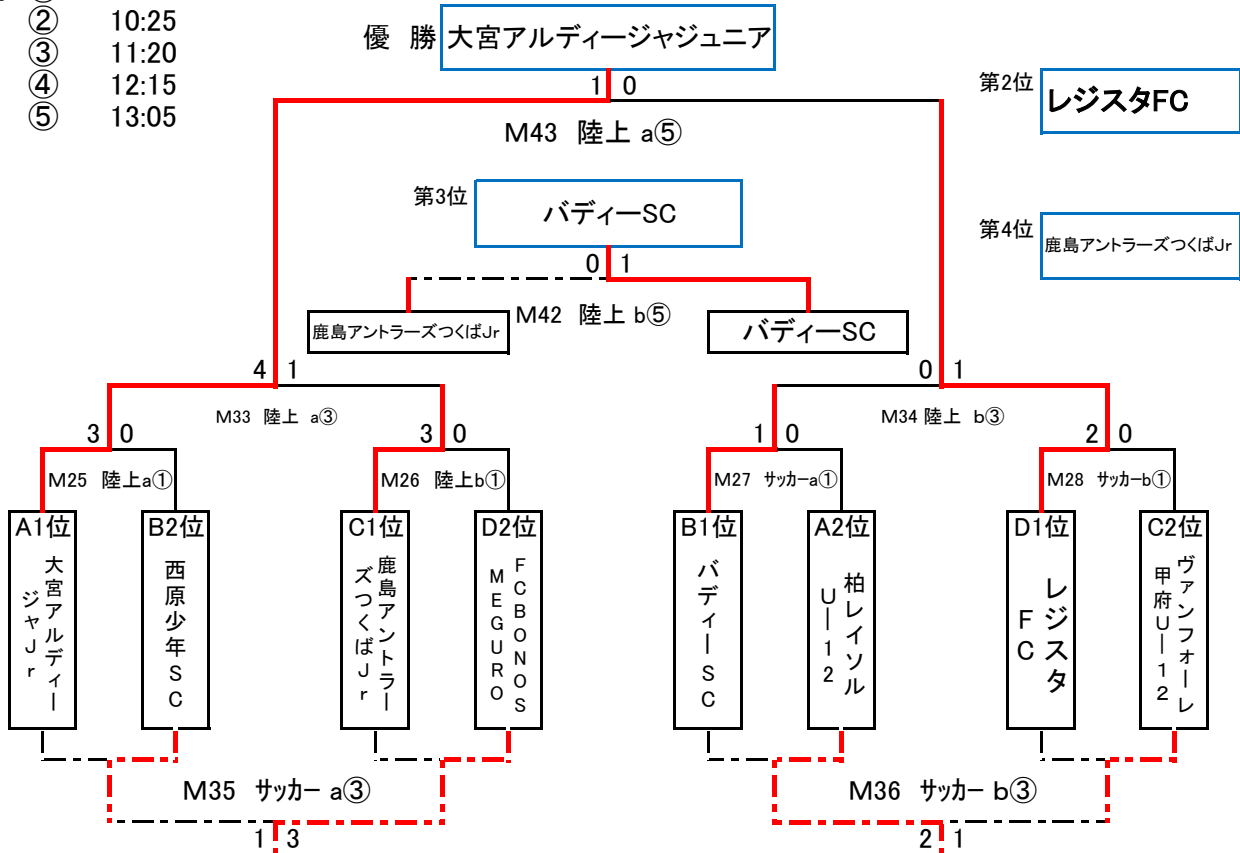 ② 10:25
③ 11:20
④ 12:15
⑤ 13:05
優 勝 大宮アルディージャジュニア
1 0
M43 陸上 a⑤
第2位 レジスタFC
第3位 バディーSC
第4位 鹿島アントラーズつくばJr
0 1
M42 陸上 b⑤
鹿島アントラーズつくばJr
バディーSC
4 1
M33 陸上 a③
0 1
M34 陸上 b③
3 0
M25 陸上a①
3 0
M26 陸上b①
1 0
M27 サッカーa①
2 0
M28 サッカーb①
A1位
大宮アルディー
ジャJr
B2位
西原少年SC
C1位
鹿島アントラー
ズつくばJr
D2位
FCBONOS
MEGURO
B1位
バディーSC
A2位
柏レイソル
U―12
D1位
レジスタ
FC
C2位
ヴァンフォーレ
甲府U―12
M35 サッカー a③
1 3
M36 サッカー b③
2 1